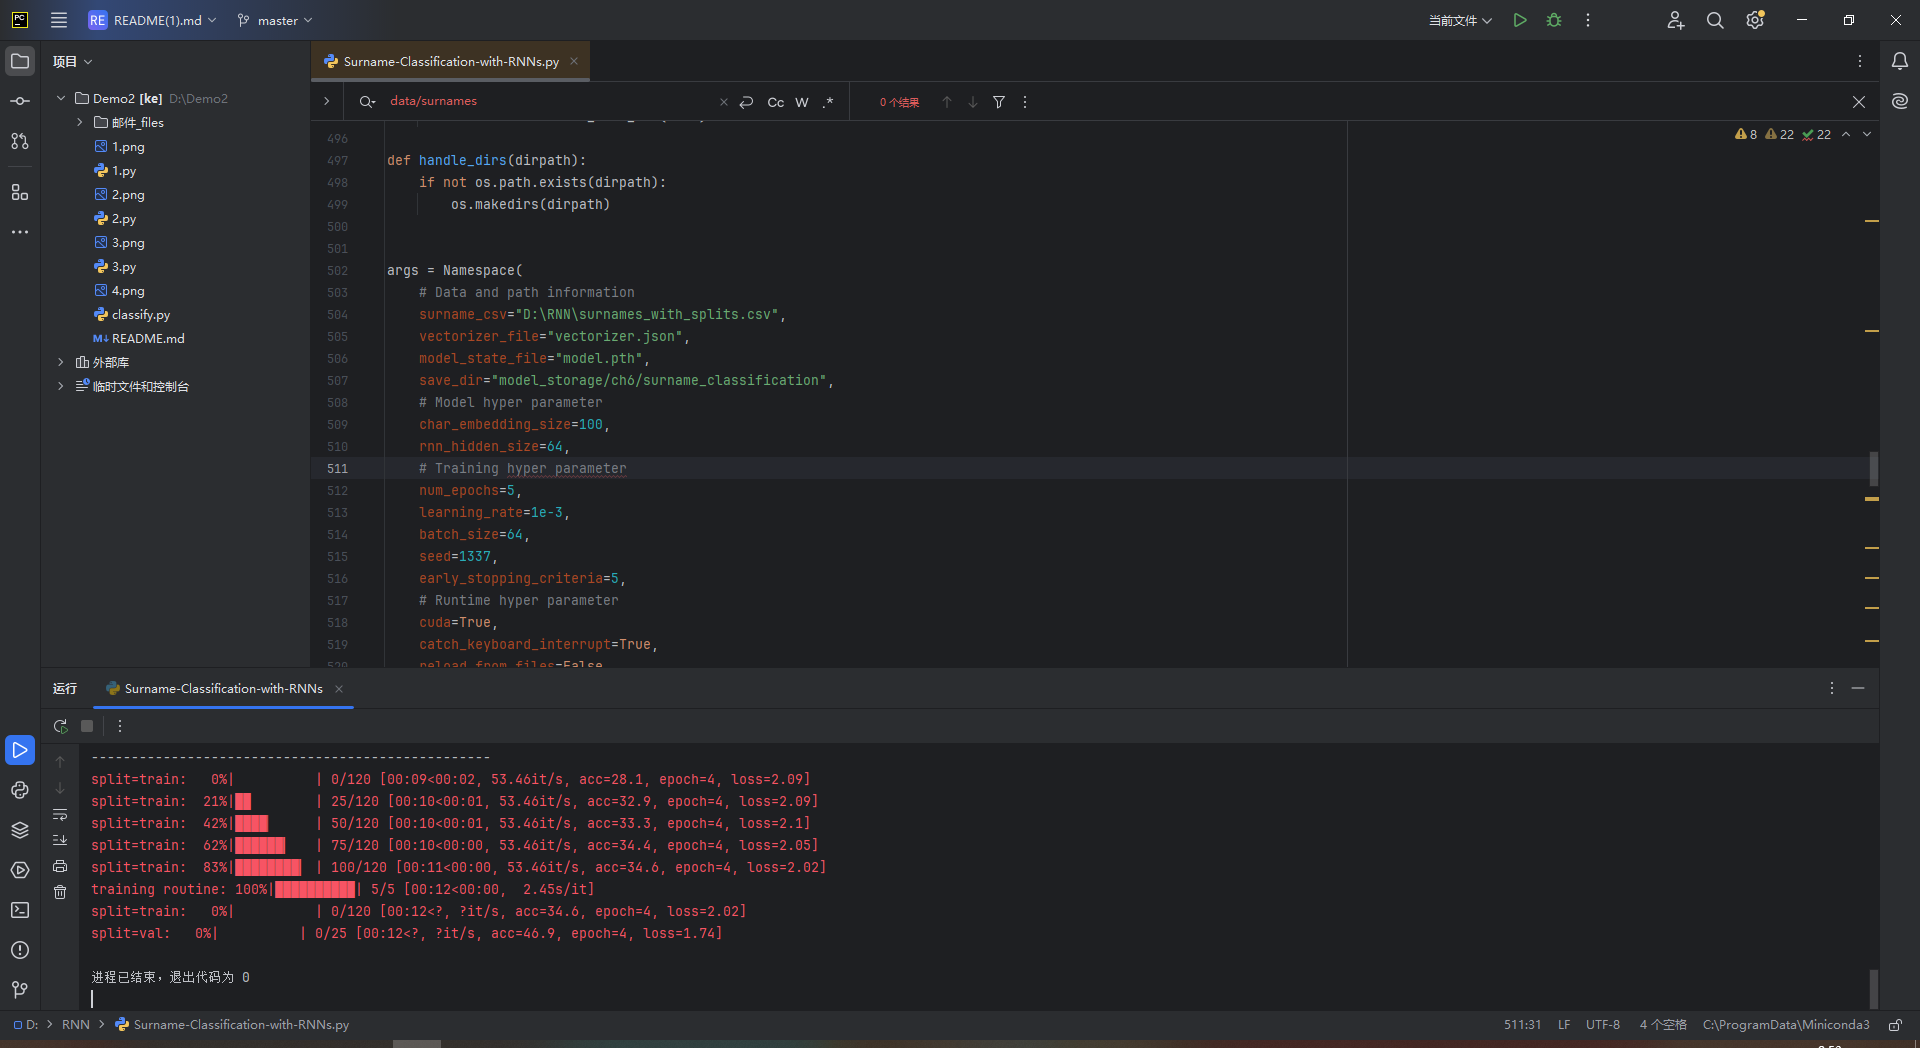 PC
RE README(1).md
master
当前文件
项目
Surname-Classification-with-RNNs.py
Demo2 [ke] D:\Demo2
邮件_files
1.png
1.py
2.png
2.py
3.png
3.py
4.png
classify.py
M↓ README.md
外部库
临时文件和控制台
data/surnames
Cc W .*
0 个结果
8 22 22
496
497 def handle_dirs(dirpath):
498 if not os.path.exists(dirpath):
499 os.makedirs(dirpath)
500
501
502 args = Namespace(
503 # Data and path information
504 surname_csv="D:\RNN\surnames_with_splits.csv",
505 vectorizer_file="vectorizer.json",
506 model_state_file="model.pth",
507 save_dir="model_storage/ch6/surname_classification",
508 # Model hyper parameter
509 char_embedding_size=100,
510 rnn_hidden_size=64,
511 # Training hyper parameter
512 num_epochs=5,
513 learning_rate=1e-3,
514 batch_size=64,
515 seed=1337,
516 early_stopping_criteria=5,
517 # Runtime hyper parameter
518 cuda=True,
519 catch_keyboard_interrupt=True,
520 reload_from_files=False
运行
Surname-Classification-with-RNNs
--------------------------------------------------
split=train: 0%| | 0/120 [00:09<00:02, 53.46it/s, acc=28.1, epoch=4, loss=2.09]
split=train: 21%|██ | 25/120 [00:10<00:01, 53.46it/s, acc=32.9, epoch=4, loss=2.09]
split=train: 42%|████ | 50/120 [00:10<00:01, 53.46it/s, acc=33.3, epoch=4, loss=2.1]
split=train: 62%|██████ | 75/120 [00:10<00:00, 53.46it/s, acc=34.4, epoch=4, loss=2.05]
split=train: 83%|████████ | 100/120 [00:11<00:00, 53.46it/s, acc=34.6, epoch=4, loss=2.02]
training routine: 100%|██████████| 5/5 [00:12<00:00, 2.45s/it]
split=train: 0%| | 0/120 [00:12<?, ?it/s, acc=34.6, epoch=4, loss=2.02]
split=val: 0%| | 0/25 [00:12<?, ?it/s, acc=46.9, epoch=4, loss=1.74]
进程已结束，退出代码为 0
D: > RNN > Surname-Classification-with-RNNs.py
511:31 LF UTF-8 4 个空格 C:\ProgramData\Miniconda3